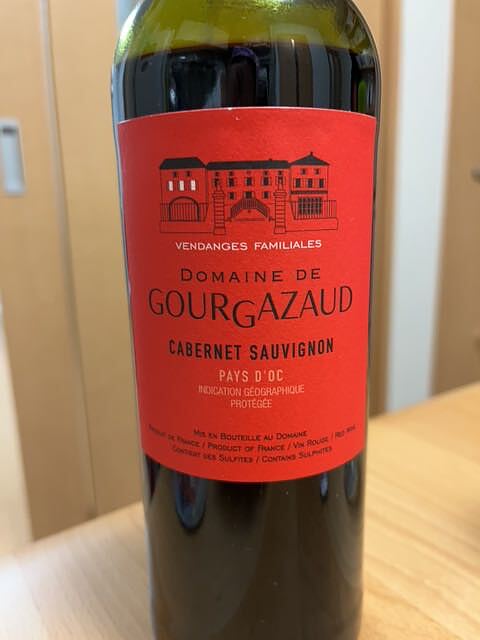 VENDANGES FAMILIALES
DOMAINE DE
GOURGAZAUD
CABERNET SAUVIGNON
PAYS D'OC
INDICATION GÉOGRAPHIQUE
PROTÉGÉE
MIS EN BOUTEILLE AU DOMAINE
PRODUIT DE FRANCE / PRODUCT OF FRANCE / VIN ROUGE / RED WINE
CONTIENT DES SULFITES / CONTAINS SULPHITES